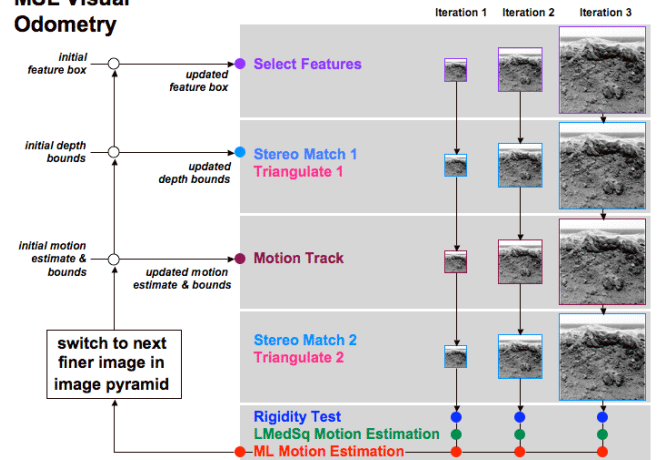 MSL Visual
Odometry
Iteration 1
Iteration 2
Iteration 3
initial
feature box
updated
feature box
Select Features
initial depth
bounds
updated
depth bounds
Stereo Match 1
Triangulate 1
initial motion
estimate &
bounds
updated motion
estimate & bounds
Motion Track
switch to next
finer image in
image pyramid
Stereo Match 2
Triangulate 2
Rigidity Test
LMedSq Motion Estimation
ML Motion Estimation